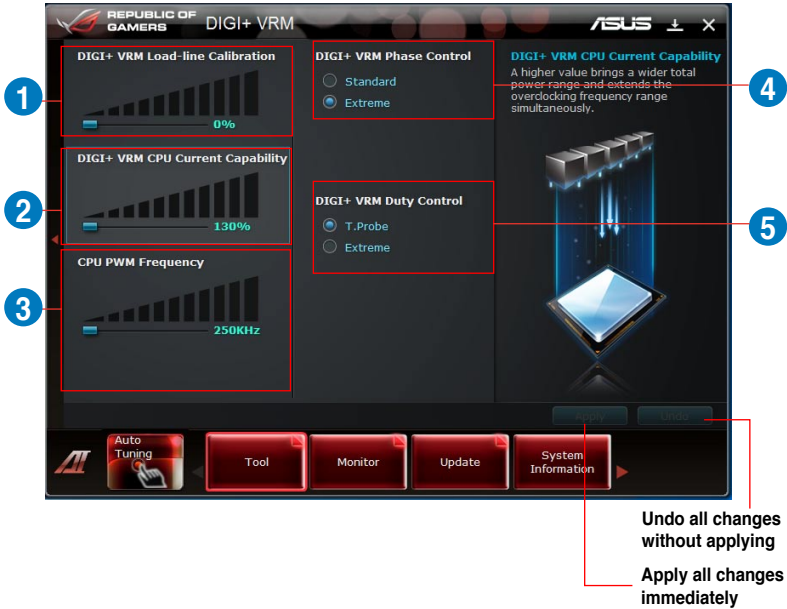 REPUBLIC OF
GAMERS
DIGI+ VRM
ASUS
1
DIGI+ VRM Load-line Calibration
0%
2
DIGI+ VRM CPU Current Capability
130%
3
CPU PWM Frequency
250KHz
DIGI+ VRM Phase Control
Standard
Extreme
4
DIGI+ VRM Duty Control
T.Probe
Extreme
5
DIGI+ VRM CPU Current Capability
A higher value brings a wider total
power range and extends the
overclocking frequency range
simultaneously.
Apply
Undo
AI
Auto
Tuning
Tool
Monitor
Update
System
Information
Undo all changes
without applying
Apply all changes
immediately